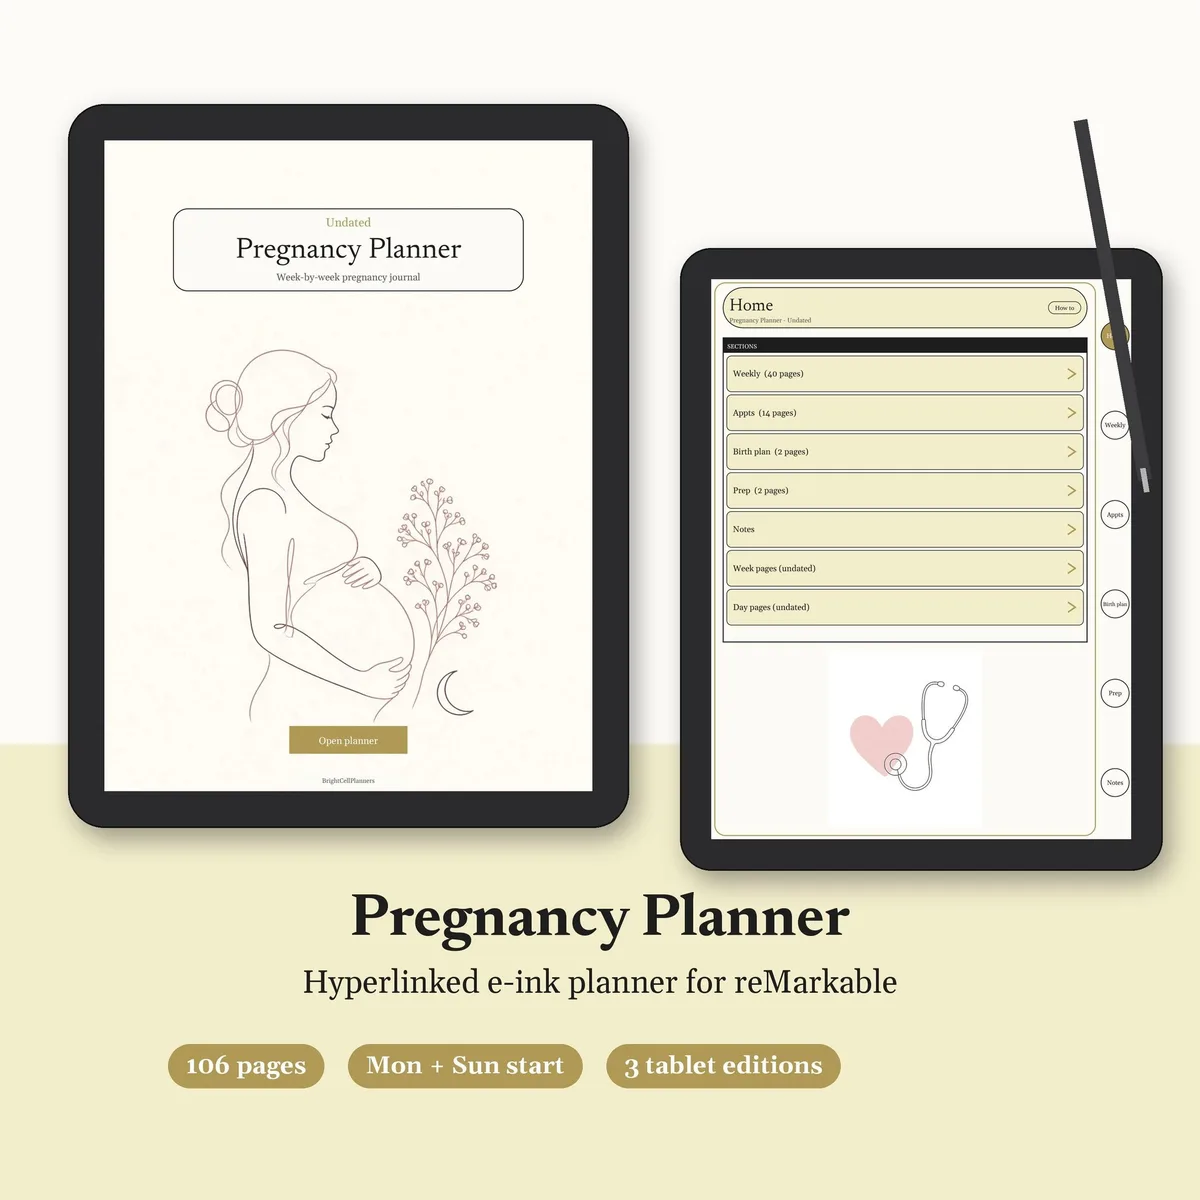 Undated
Pregnancy Planner
Week-by-week pregnancy journal
Open planner
BrightCellPlanners
Home
Pregnancy Planner - Undated
How to
SECTIONS
Weekly (40 pages)
Appts (14 pages)
Birth plan (2 pages)
Prep (2 pages)
Notes
Week pages (undated)
Day pages (undated)
Weekly
Appts
Birth plan
Prep
Notes
Pregnancy Planner
Hyperlinked e-ink planner for reMarkable
106 pages
Mon + Sun start
3 tablet editions